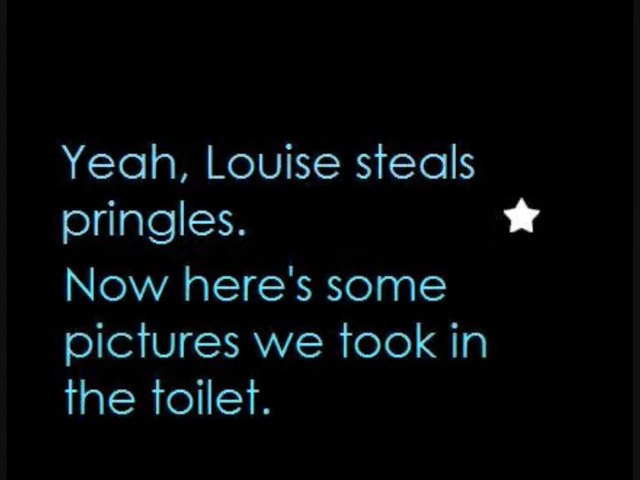 Yeah, Louise steals
pringles.
Now here's some
pictures we took in
the toilet.